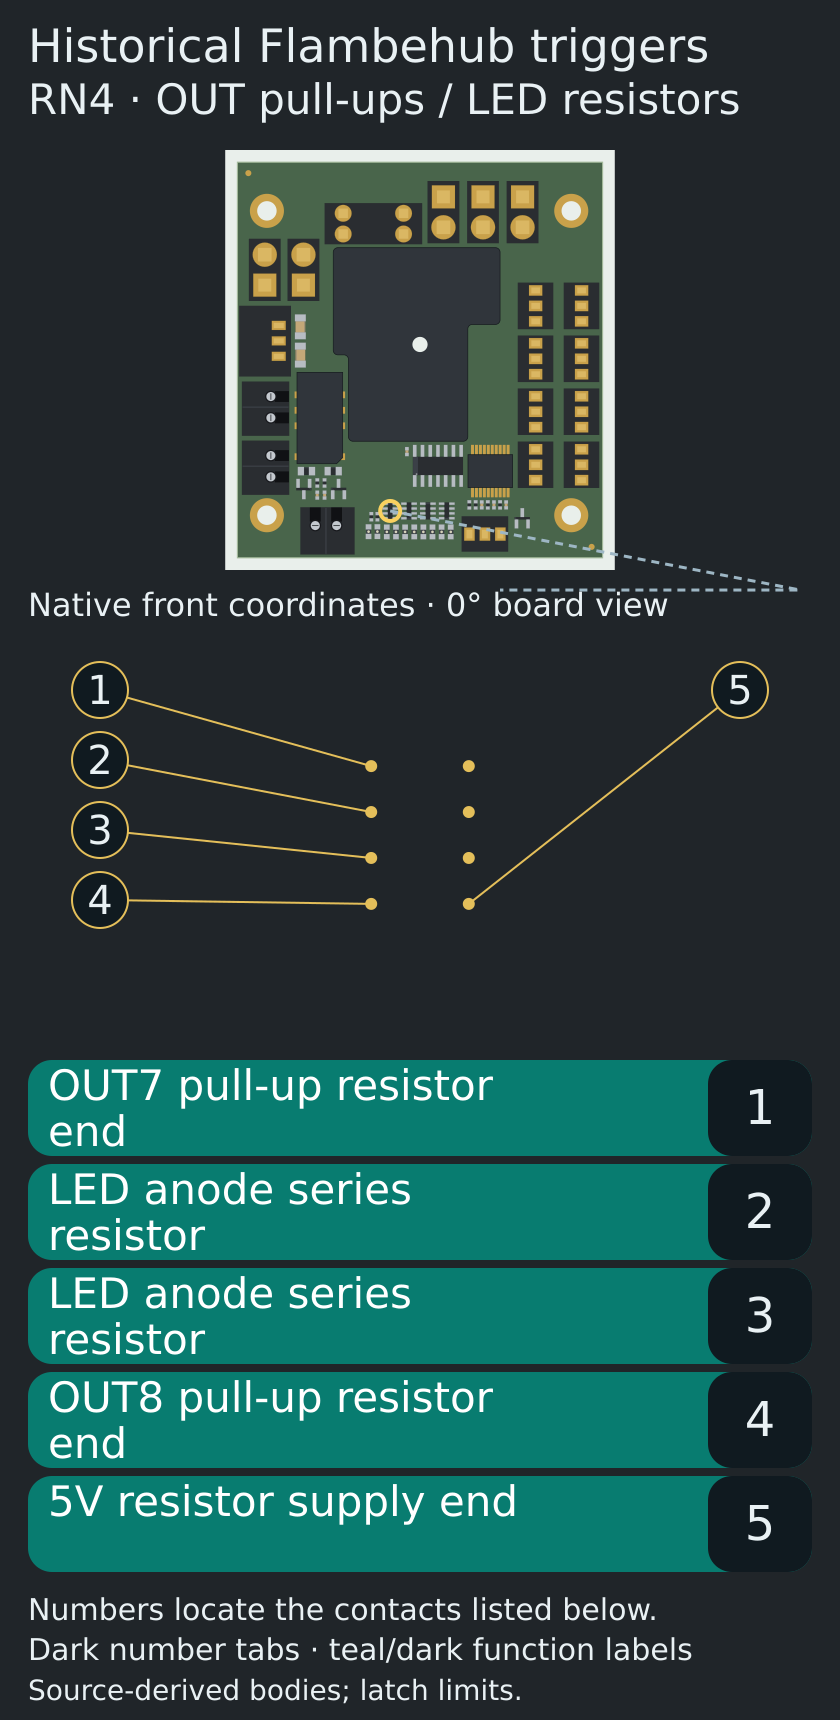 Historical Flambehub triggers
RN4 · OUT pull-ups / LED resistors
Native front coordinates · 0° board view
1
5
2
3
4
OUT7 pull-up resistor
end
1
LED anode series
resistor
2
LED anode series
resistor
3
OUT8 pull-up resistor
end
4
5V resistor supply end
5
Numbers locate the contacts listed below.
Dark number tabs · teal/dark function labels
Source-derived bodies; latch limits.